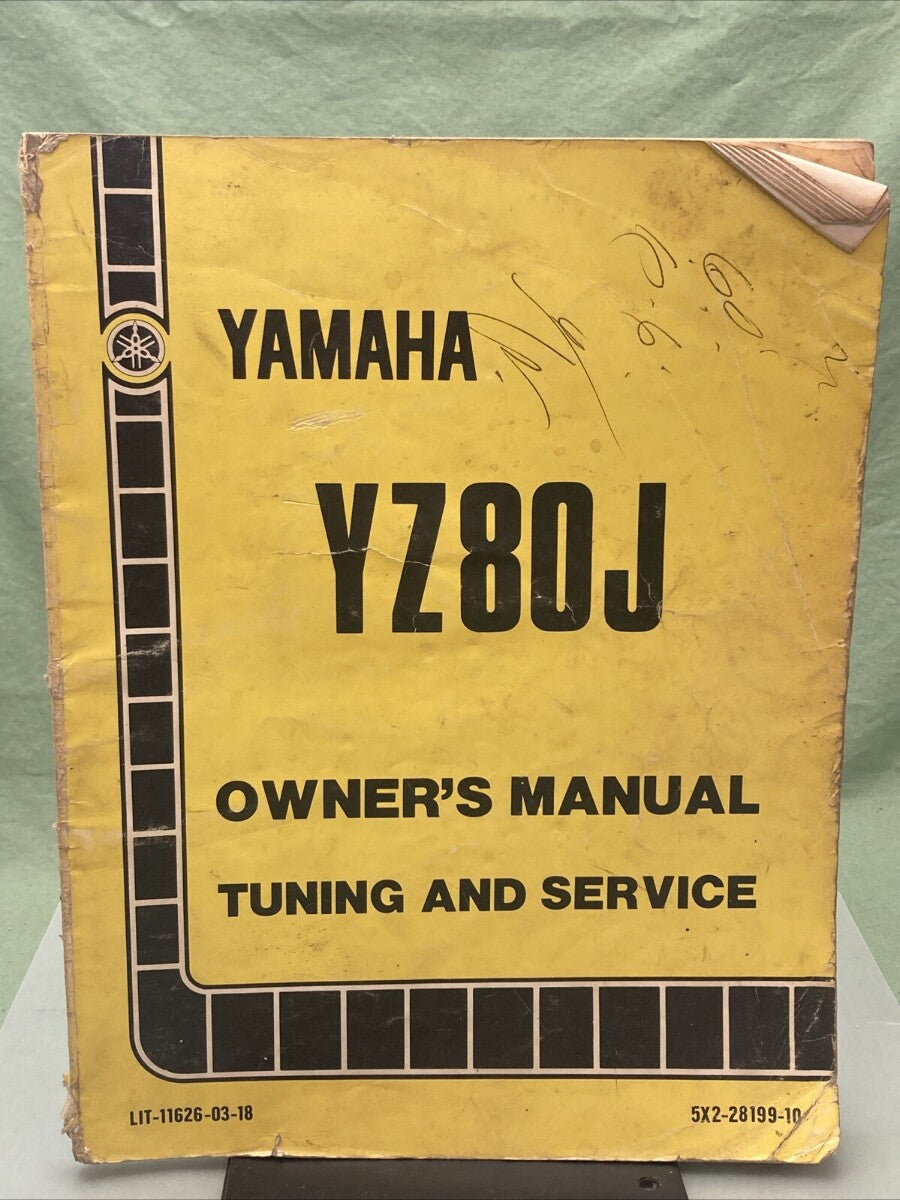 YAMAHA
YZ80J
OWNER'S MANUAL
TUNING AND SERVICE
LIT-11626-03-18
5X2-28199-10